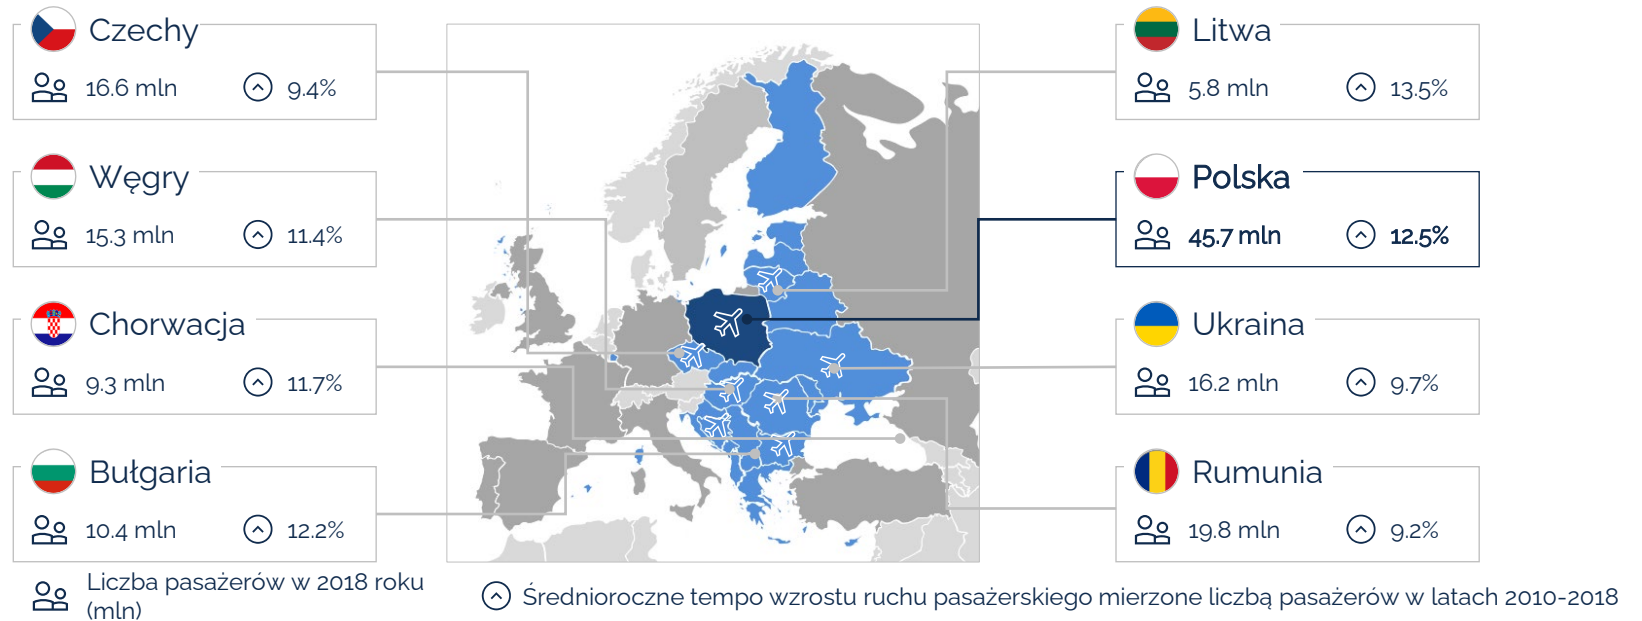 Czechy
16.6 mln 9.4%
Węgry
15.3 mln 11.4%
Chorwacja
9.3 mln 11.7%
Bułgaria
10.4 mln 12.2%
Litwa
5.8 mln 13.5%
Polska
45.7 mln 12.5%
Ukraina
16.2 mln 9.7%
Rumunia
19.8 mln 9.2%
Liczba pasażerów w 2018 roku
(mln)
Średnioroczne tempo wzrostu ruchu pasażerskiego mierzone liczbą pasażerów w latach 2010-2018